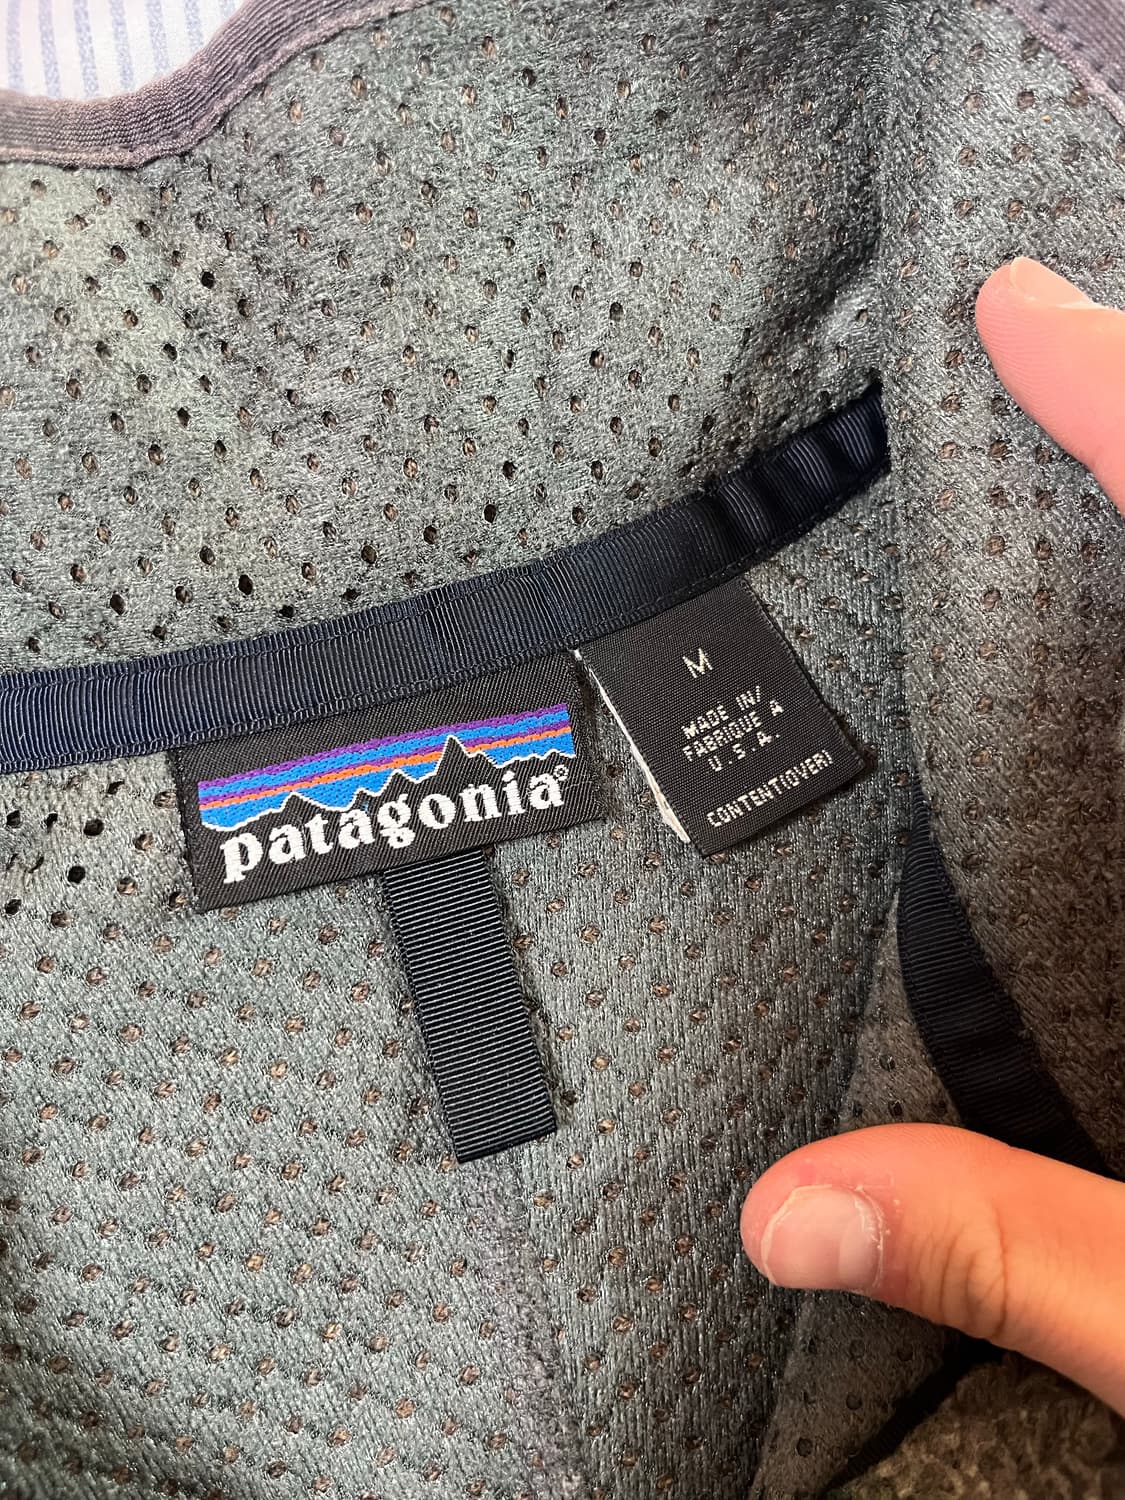 patagonia®
M
MADE IN/
FABRIQUE A
U.S.A.
CONTENT(OVER)